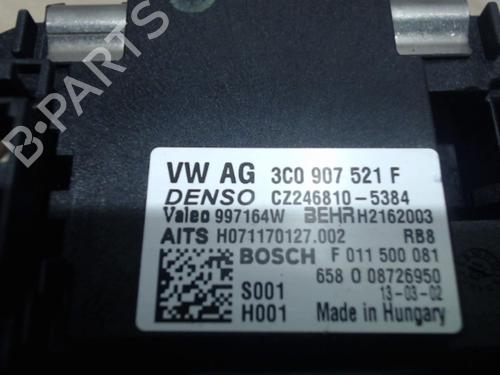 B-Parts
VW AG 3C0 907 521 F
DENSO CZ246810-5384
Valeo 997164W BEHR H2162003
AITS H071170127.002 RB8
BOSCH F 011 500 081
658 0 08726950
S001 13-03-02
H001 Made in Hungary